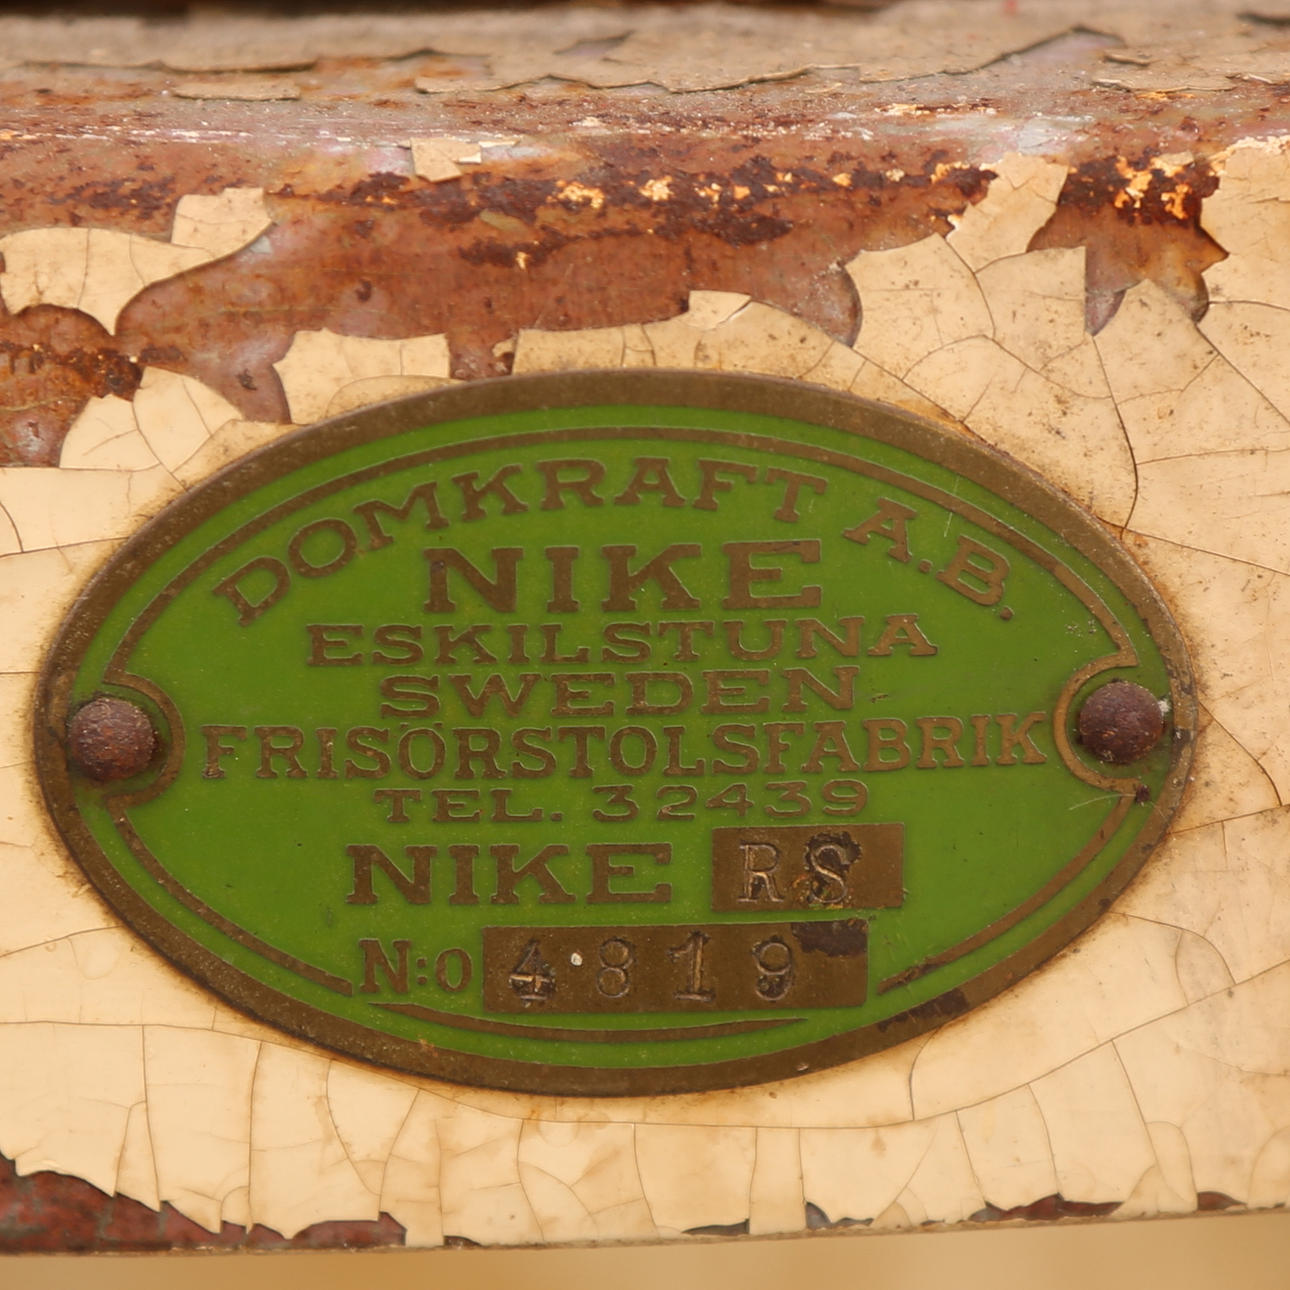 DOMKRAFT A.B.
NIKE
ESKILSTUNA
SWEDEN
FRISÖRSTOLSFABRIK
TEL. 32439
NIKE RS
N:O 4819